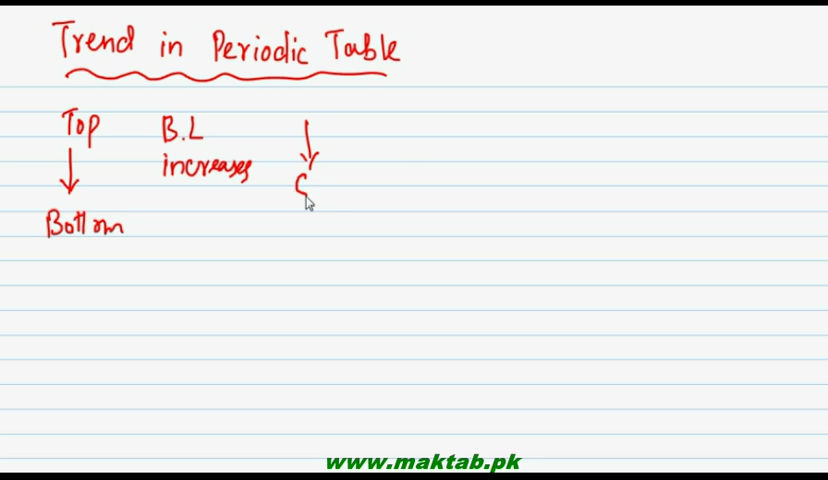 Trend in Periodic Table
Top B.L
increases
Bottom
www.maktab.pk